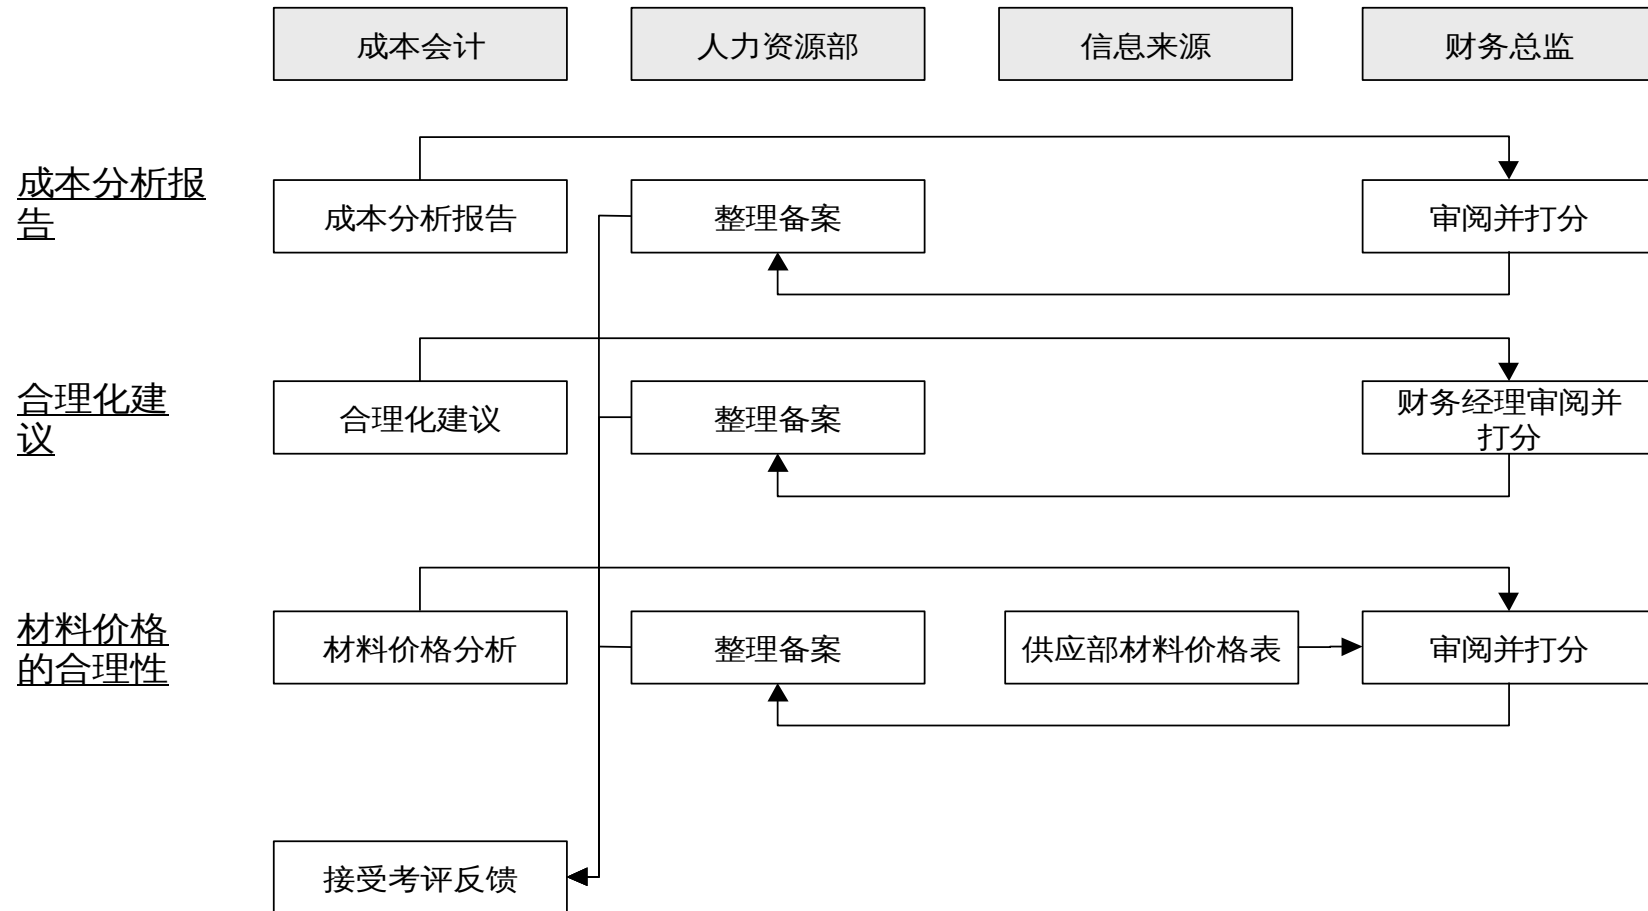 成本会计
人力资源部
信息来源
财务总监
成本分析报
告
成本分析报告
整理备案
审阅并打分
合理化建
议
合理化建议
整理备案
财务经理审阅并
打分
材料价格
的合理性
材料价格分析
整理备案
供应部材料价格表
审阅并打分
接受考评反馈